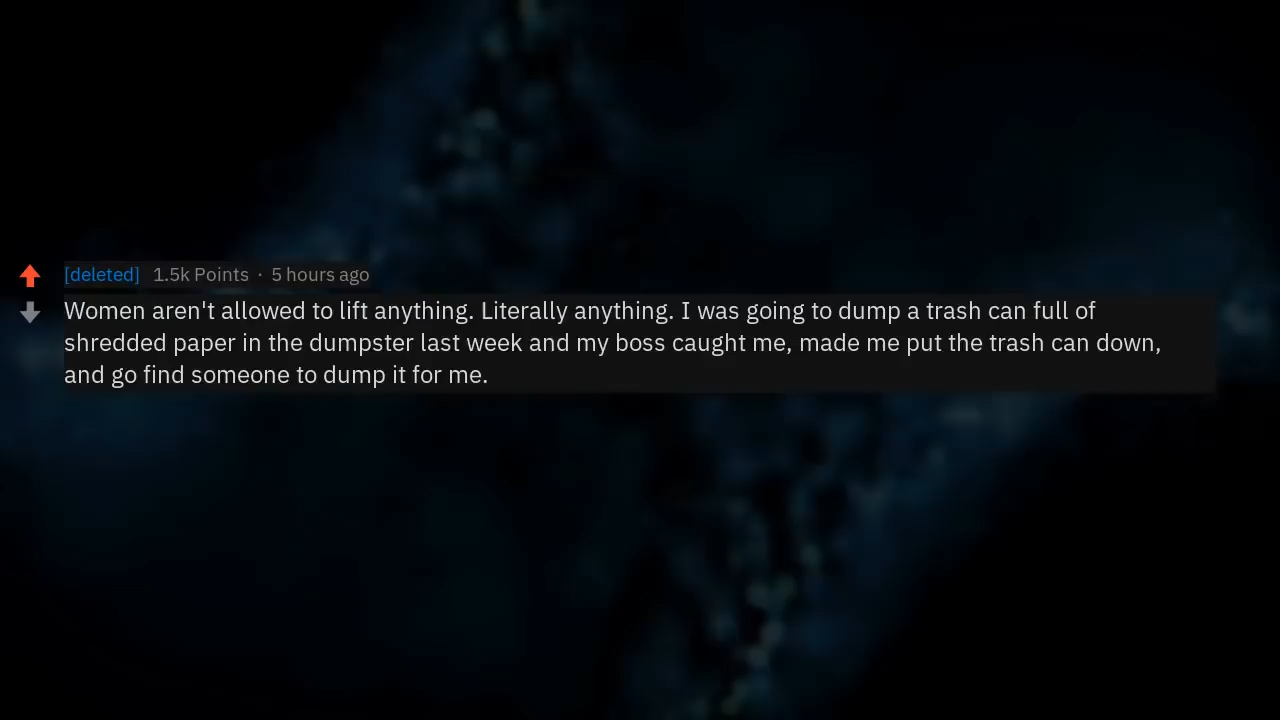 [deleted] 1.5k Points · 5 hours ago
Women aren't allowed to lift anything. Literally anything. I was going to dump a trash can full of
shredded paper in the dumpster last week and my boss caught me, made me put the trash can down,
and go find someone to dump it for me.